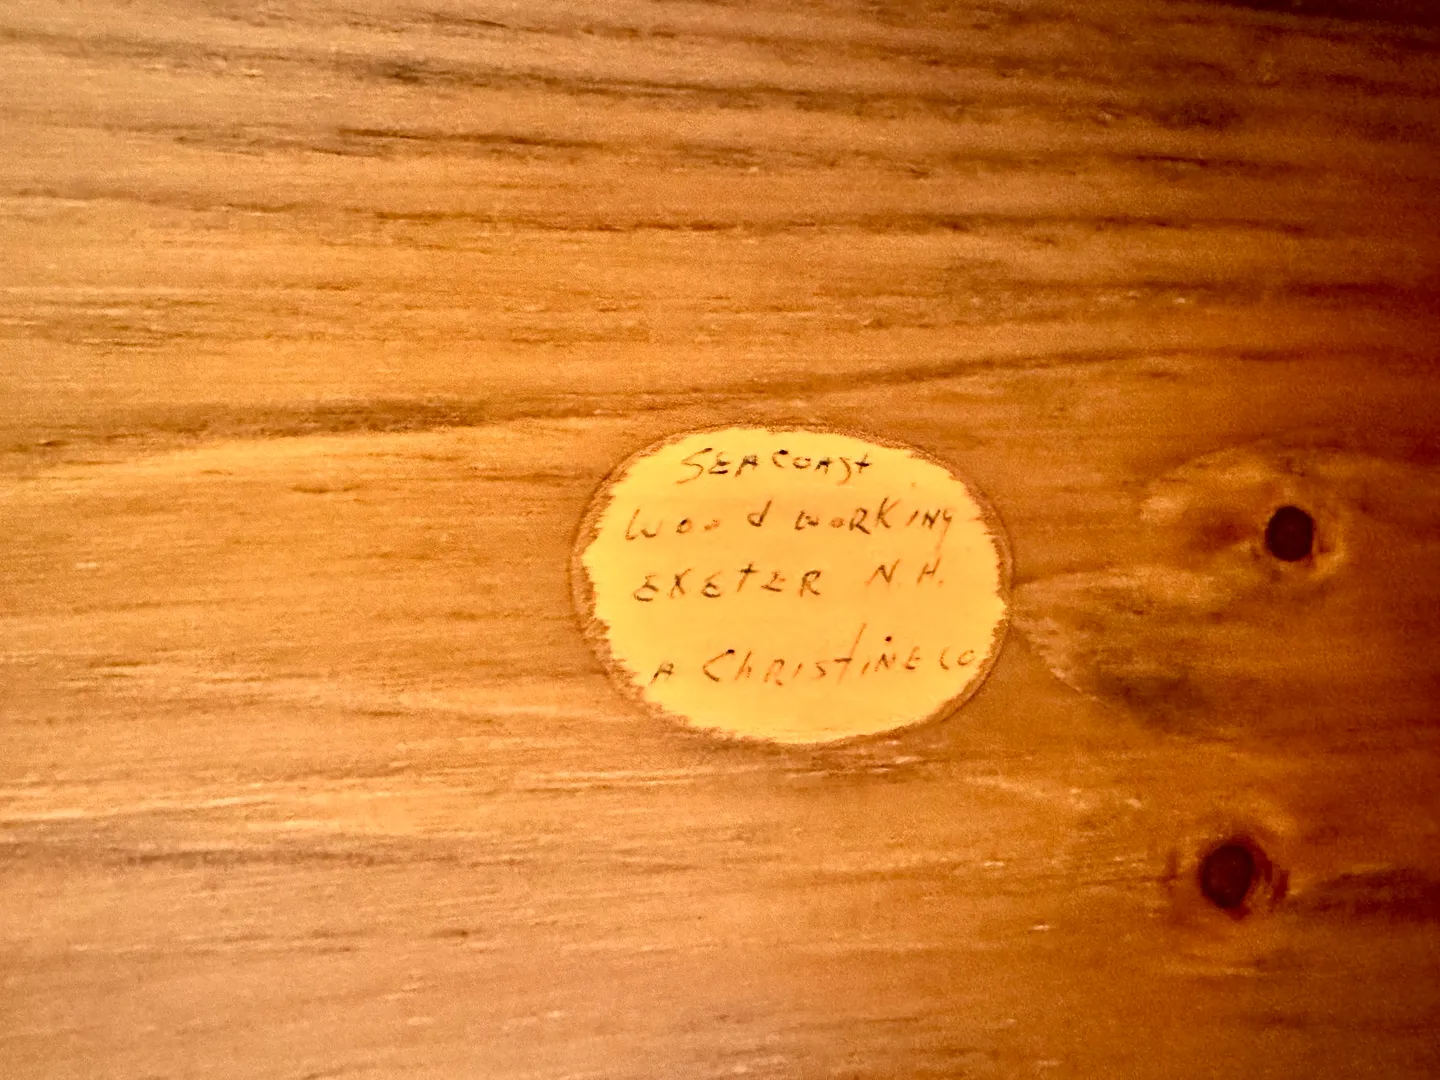 SEACOAST
Wood WORKING
EXETER N.H.
A CHRISTINE CO